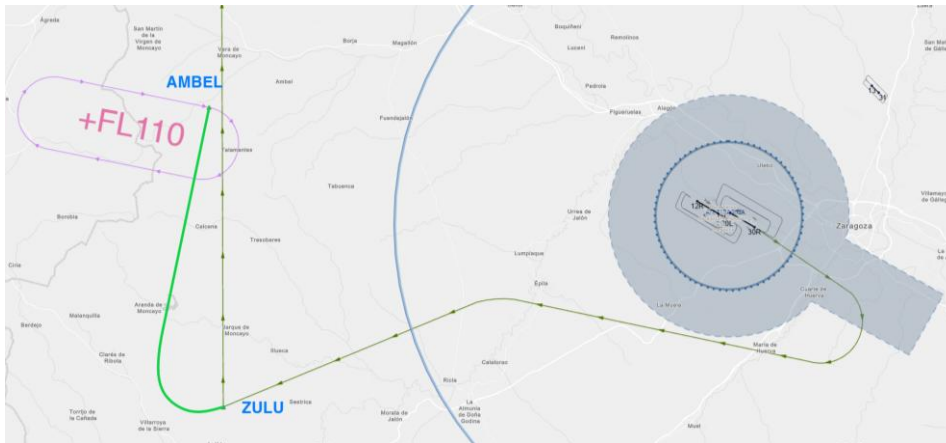 Ágreda
San Martín
de la
Virgen de
Moncayo
Vera de
Moncayo
Borja
Magallón
Boquiñeni
Luceni
Remolinos
AMBEL
Ambel
Pedrola
Figueruelas
Alagón
+FL110
Fuendejalón
Talamantes
Tabuenca
Utebo
Borobia
Calcena
Trasobares
Urrea de
Jalón
12R
30R
Zaragoza
Villamayor
de Gállego
Ciria
Lumpiaque
Épila
La Muela
Cuarte de
Huerva
Aranda de
Moncayo
Malanquilla
Jarque de
Moncayo
Bardejo
Clarés de
Ribota
Illueca
María de
Huerva
Calatorao
Ricla
La
Almunia de
Doña
Godina
ZULU
Sestrica
Morata de
Jalón
Torrijo de
la Cañada
Villarroya
de la Sierra
Muel